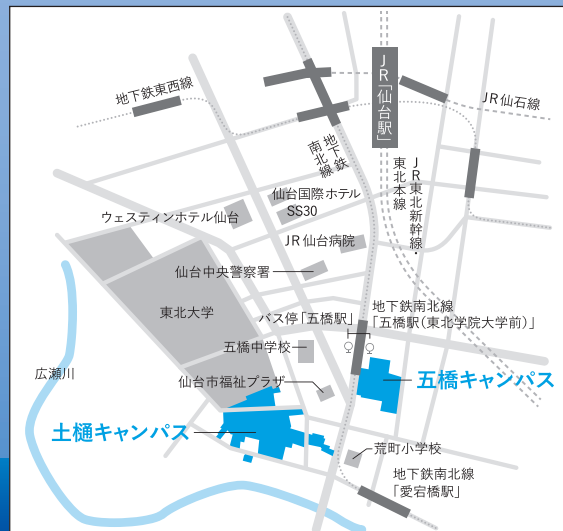 JR「仙台駅」
地下鉄東西線
JR仙石線
地下鉄
南北線
JR東北新幹線・
東北本線
仙台国際ホテル
SS30
ウェスティンホテル仙台
JR仙台病院
仙台中央警察署
東北大学
地下鉄南北線
「五橋駅(東北学院大学前)」
バス停「五橋駅」
五橋中学校
広瀬川
仙台市福祉プラザ
五橋キャンパス
土樋キャンパス
荒町小学校
地下鉄南北線
「愛宕橋駅」